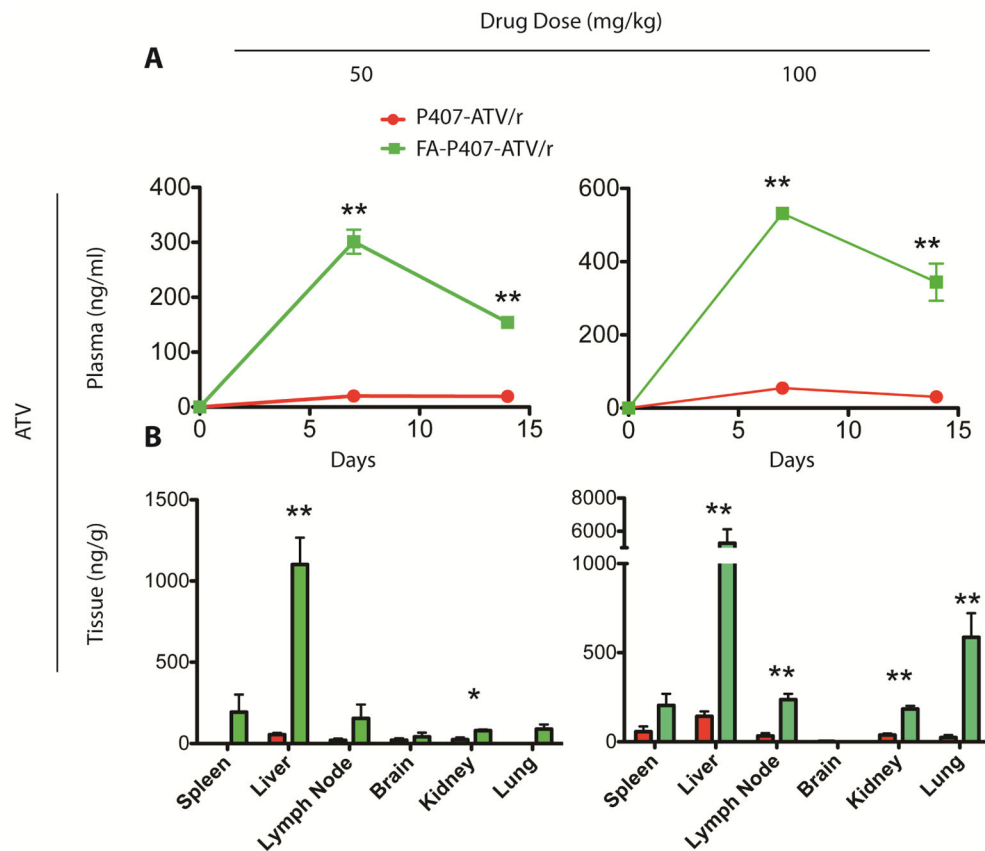 Drug Dose (mg/kg)
A
50
100
P407-ATV/r
FA-P407-ATV/r
ATV
Plasma (ng/ml)
400
300
200
100
0
**
**
0
5
10
15
Days
600
400
200
0
**
**
0
5
10
15
Days
B
Tissue (ng/g)
1500
1000
500
0
**
*
Spleen
Liver
Lymph Node
Brain
Kidney
Lung
8000
6000
1000
500
0
**
**
**
**
Spleen
Liver
Lymph Node
Brain
Kidney
Lung